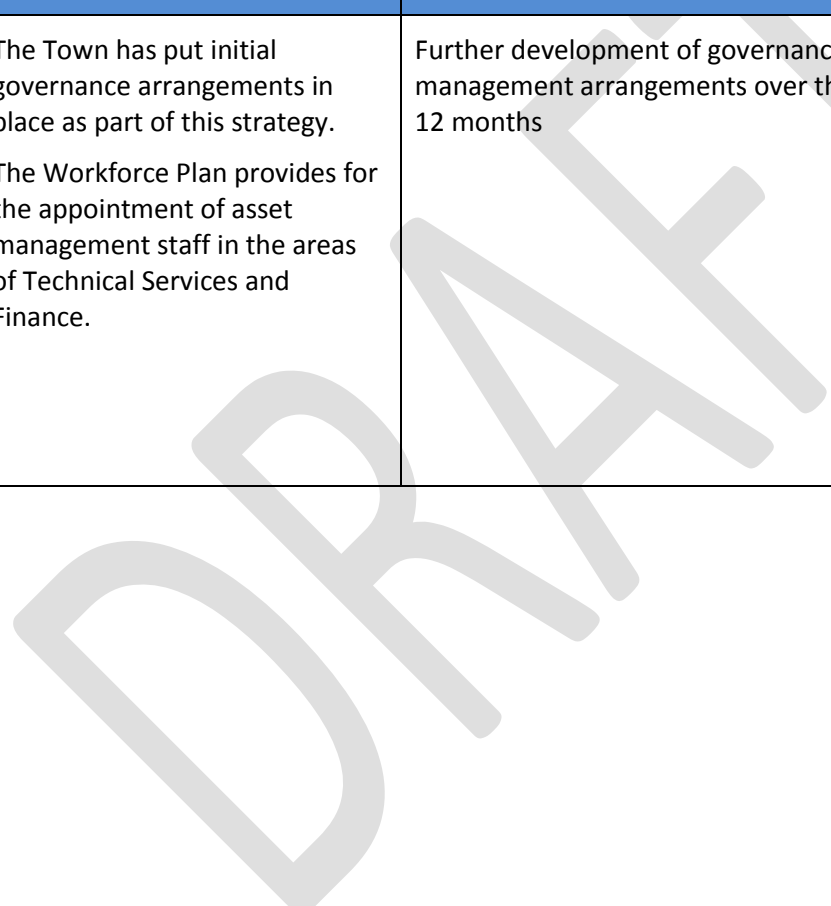 The Town has put initial
governance arrangements in
place as part of this strategy.
The Workforce Plan provides for
the appointment of asset
management staff in the areas
of Technical Services and
Finance.
Further development of governanc
management arrangements over th
12 months
DRAFT